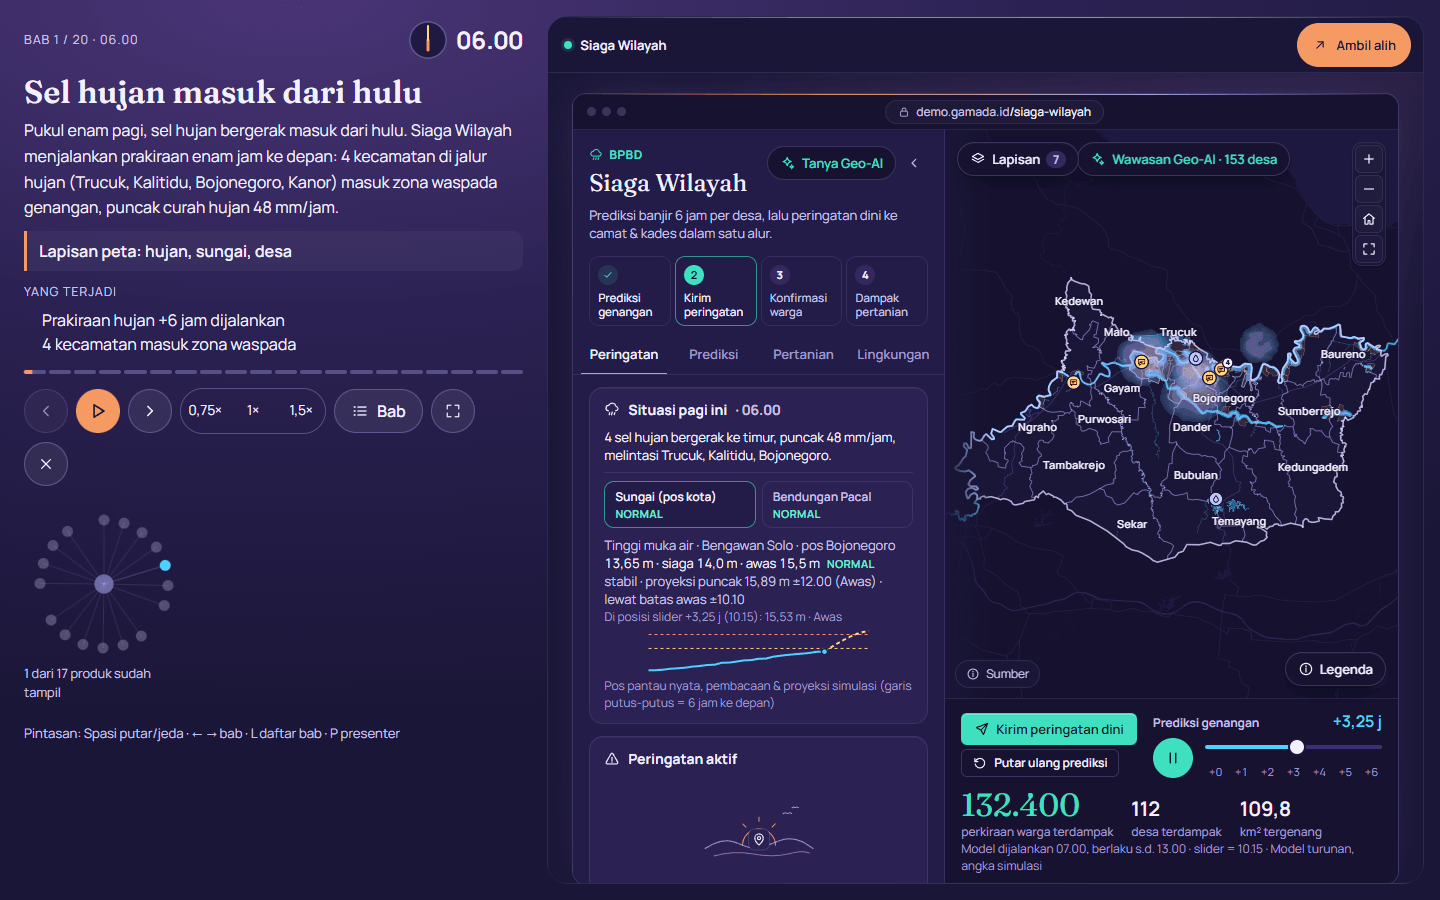 BAB 1 / 20 · 06.00
06.00
Sel hujan masuk dari hulu
Pukul enam pagi, sel hujan bergerak masuk dari hulu. Siaga Wilayah
menjalankan prakiraan enam jam ke depan: 4 kecamatan di jalur
hujan (Trucuk, Kalitidu, Bojonegoro, Kanor) masuk zona waspada
genangan, puncak curah hujan 48 mm/jam.
Lapisan peta: hujan, sungai, desa
YANG TERJADI
Prakiraan hujan +6 jam dijalankan
4 kecamatan masuk zona waspada
0,75× 1× 1,5×
Bab
1 dari 17 produk sudah
tampil
Pintasan: Spasi putar/jeda · ← → bab · L daftar bab · P presenter
Siaga Wilayah
Ambil alih
demo.gamada.id/siaga-wilayah
BPBD
Siaga Wilayah
Tanya Geo-AI
Prediksi banjir 6 jam per desa, lalu peringatan dini ke
camat & kades dalam satu alur.
Prediksi
genangan
2
Kirim
peringatan
3
Konfirmasi
warga
4
Dampak
pertanian
Peringatan Prediksi Pertanian Lingkungan
Situasi pagi ini · 06.00
4 sel hujan bergerak ke timur, puncak 48 mm/jam,
melintasi Trucuk, Kalitidu, Bojonegoro.
Sungai (pos kota)
NORMAL
Bendungan Pacal
NORMAL
Tinggi muka air · Bengawan Solo · pos Bojonegoro
13,65 m · siaga 14,0 m · awas 15,5 m NORMAL
stabil · proyeksi puncak 15,89 m ±12.00 (Awas) ·
lewat batas awas ±10.10
Di posisi slider +3,25 j (10.15): 15,53 m · Awas
Pos pantau nyata, pembacaan & proyeksi simulasi (garis
putus-putus = 6 jam ke depan)
Peringatan aktif
Lapisan 7
Wawasan Geo-AI · 153 desa
Kedewan
Malo
Trucuk
Baureno
Gayam
Bojonegoro
Sumberrejo
Purwosari
Ngraho
Dander
Tambakrejo
Kedungadem
Bubulan
Sekar
Temayang
4
Sumber
Legenda
Kirim peringatan dini
Putar ulang prediksi
Prediksi genangan
+3,25 j
+0 +1 +2 +3 +4 +5 +6
132.400
perkiraan warga terdampak
112
desa terdampak
109,8
km² tergenang
Model dijalankan 07.00, berlaku s.d. 13.00 · slider = 10.15 · Model turunan,
angka simulasi